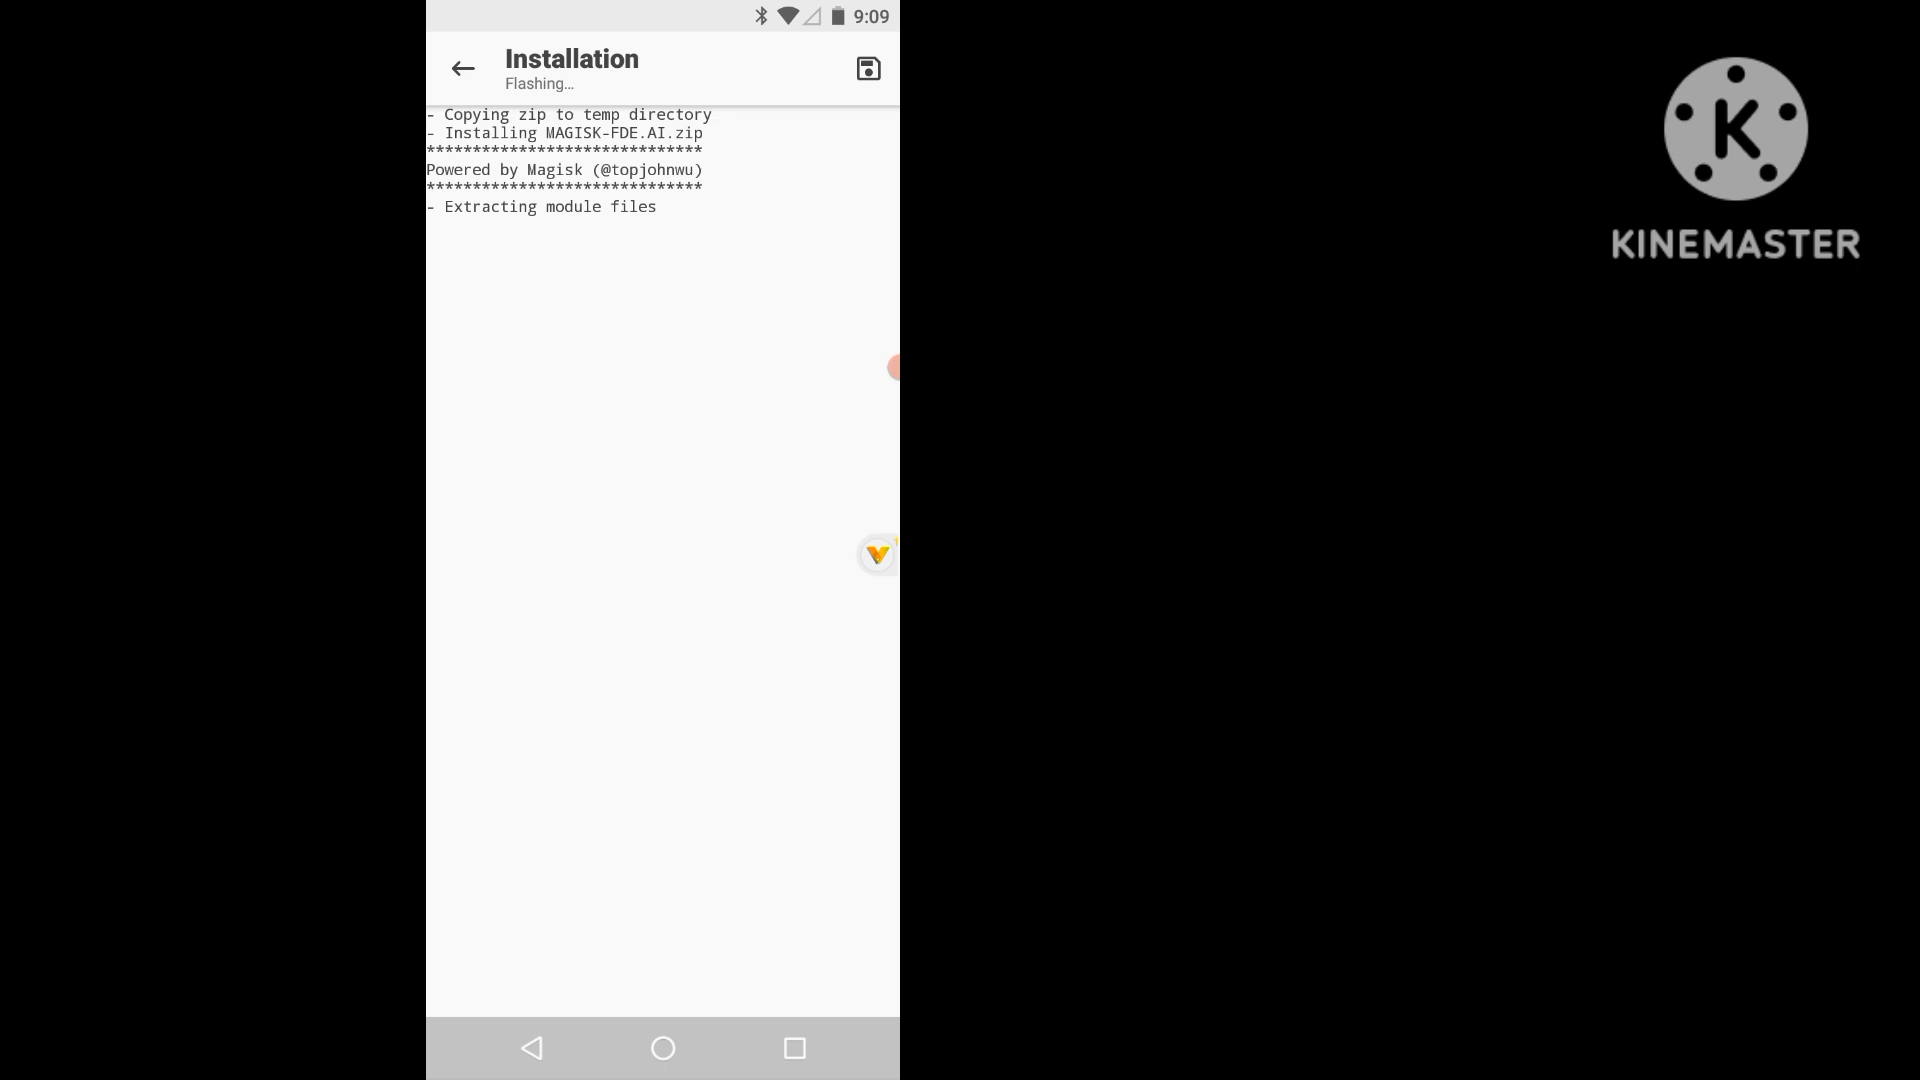 9:09
Installation
Flashing...
- Copying zip to temp directory
- Installing MAGISK-FDE.AI.zip
******************************
Powered by Magisk (@topjohnwu)
******************************
- Extracting module files
K
KINEMASTER